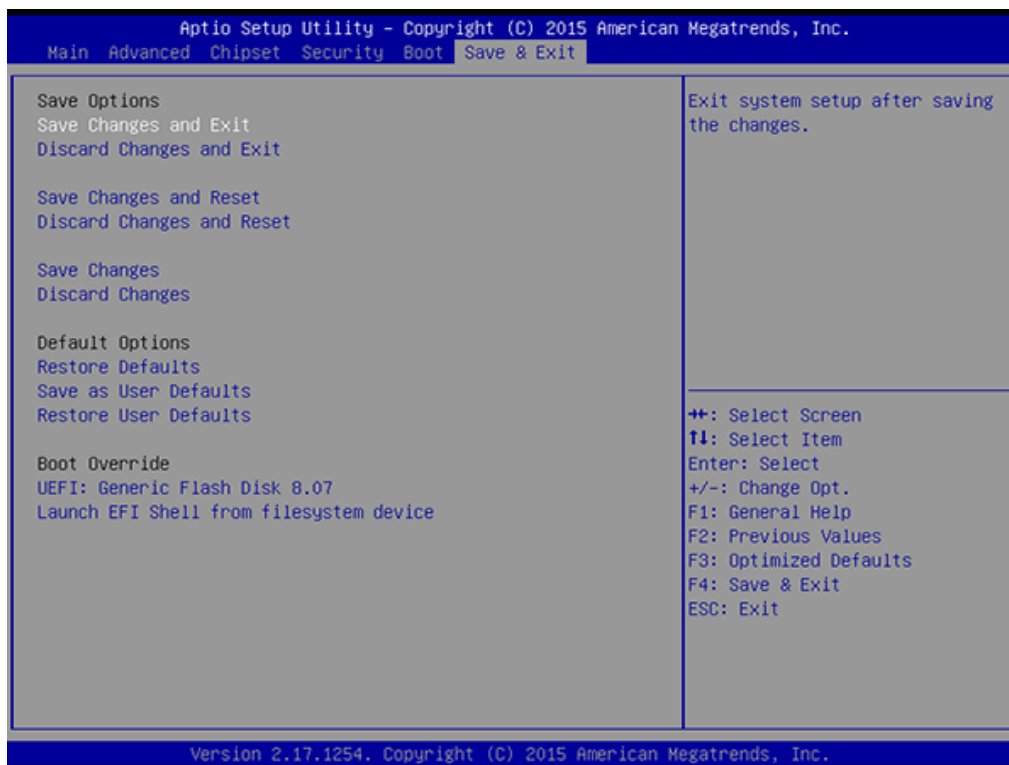 Aptio Setup Utility – Copyright (C) 2015 American Megatrends, Inc.
Main Advanced Chipset Security Boot Save & Exit
Save Options
Save Changes and Exit
Discard Changes and Exit
Save Changes and Reset
Discard Changes and Reset
Save Changes
Discard Changes
Default Options
Restore Defaults
Save as User Defaults
Restore User Defaults
Boot Override
UEFI: Generic Flash Disk 8.07
Launch EFI Shell from filesystem device
Exit system setup after saving
the changes.
→←: Select Screen
↑↓: Select Item
Enter: Select
+/-: Change Opt.
F1: General Help
F2: Previous Values
F3: Optimized Defaults
F4: Save & Exit
ESC: Exit
Version 2.17.1254. Copyright (C) 2015 American Megatrends, Inc.